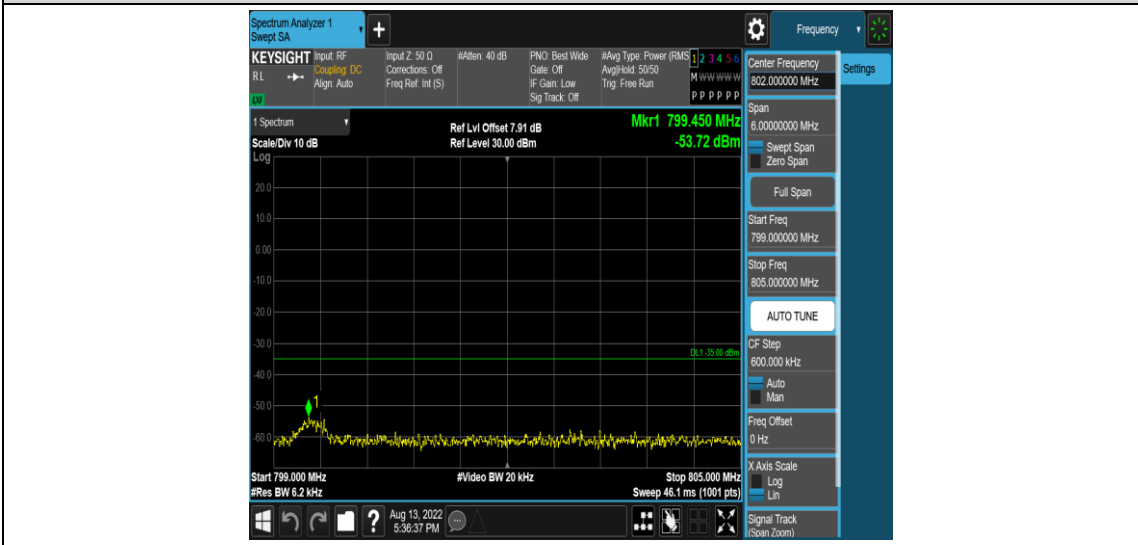 Spectrum Analyzer 1
Swept SA
+
Frequency
KEYSIGHT
RL
LXI
Input: RF
Coupling: DC
Align: Auto
Input Z: 50 Ω
Corrections: Off
Freq Ref: Int (S)
#Atten: 40 dB
PNO: Best Wide
Gate: Off
IF Gain: Low
Sig Track: Off
#Avg Type: Power (RMS
Avg|Hold: 50/50
Trig: Free Run
1 2 3 4 5 6
M W W W W W
P P P P P P
1 Spectrum
Scale/Div 10 dB
Log
Ref Lvl Offset 7.91 dB
Ref Level 30.00 dBm
Mkr1 799.450 MHz
-53.72 dBm
20.0
10.0
0.00
-10.0
-20.0
-30.0
DL1 -35.00 dBm
-40.0
-50.0
-60.0
1
Start 799.000 MHz
#Res BW 6.2 kHz
#Video BW 20 kHz
Stop 805.000 MHz
Sweep 46.1 ms (1001 pts)
?
Aug 13, 2022
5:36:37 PM
Center Frequency
802.000000 MHz
Span
6.00000000 MHz
Swept Span
Zero Span
Full Span
Start Freq
799.000000 MHz
Stop Freq
805.000000 MHz
AUTO TUNE
CF Step
600.000 kHz
Auto
Man
Freq Offset
0 Hz
X Axis Scale
Log
Lin
Signal Track
(Span Zoom)
Settings